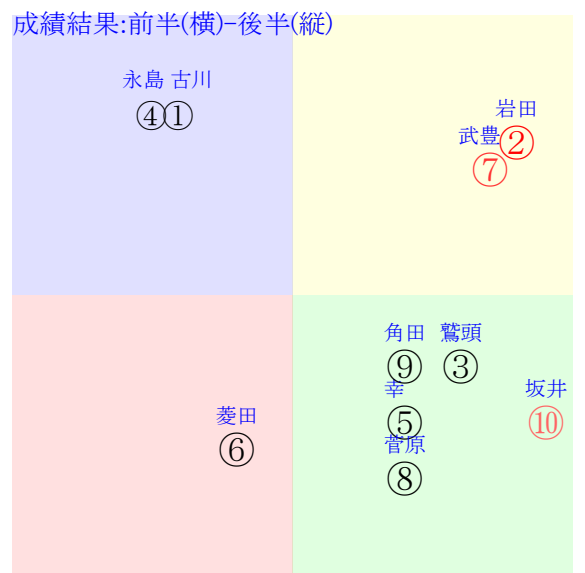 成績結果:前半(横)-後半(縦)
永島 古川
④①
岩田
②
武豊
⑦
角田 鷲頭
⑨ ③
幸
⑤
坂井
⑩
菱田
⑥
菅原
⑧